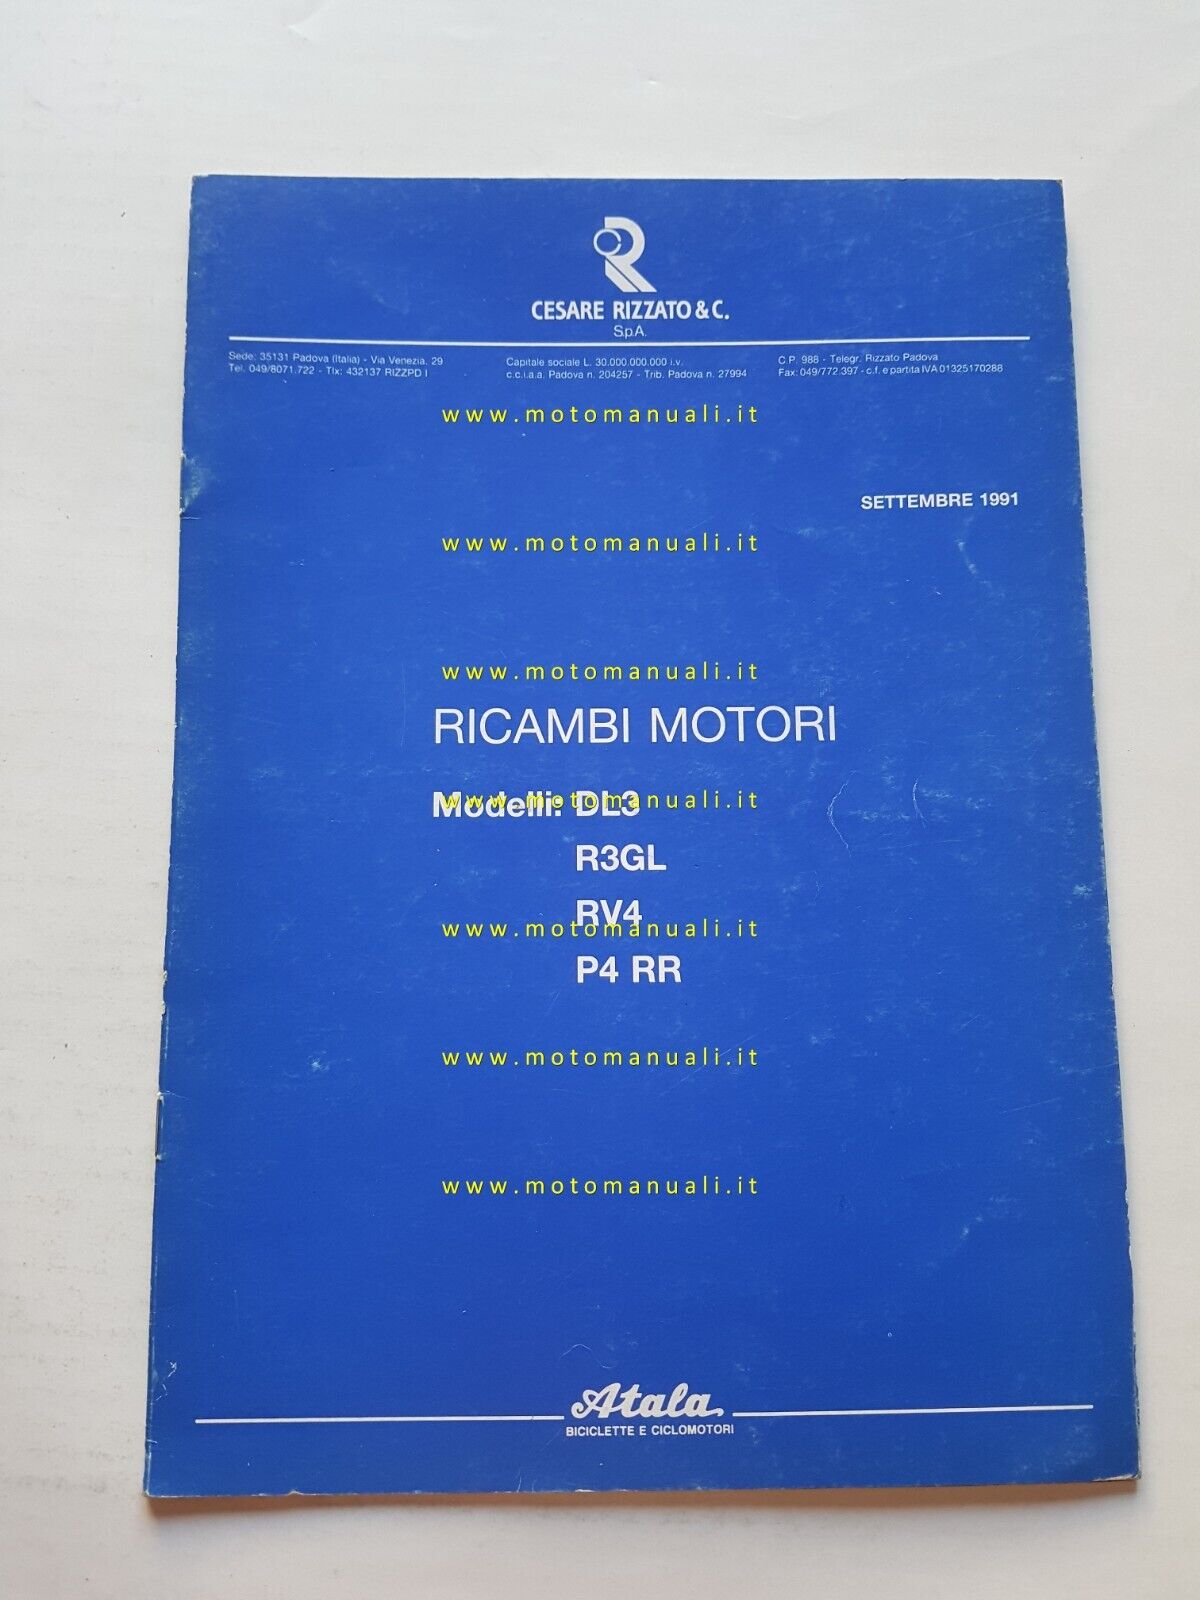 CESARE RIZZATO & C.
S.p.A.
Sede: 35131 Padova (Italia) - Via Venezia, 29
Tel. 049/8071.722 - Tlx: 432137 RIZZPD I
Capitale sociale L. 30.000.000.000 i.v.
c.c.i.a.a. Padova n. 204257 - Trib. Padova n. 27994
C.P. 988 - Telegr. Rizzato Padova
Fax: 049/772.397 - c.f. e partita IVA 01325170288
www.motomanuali.it
SETTEMBRE 1991
www.motomanuali.it
www.motomanuali.it
RICAMBI MOTORI
Modelli: DL3
www.motomanuali.it
R3GL
RV4
www.motomanuali.it
P4 RR
www.motomanuali.it
www.motomanuali.it
Atala
BICICLETTE E CICLOMOTORI